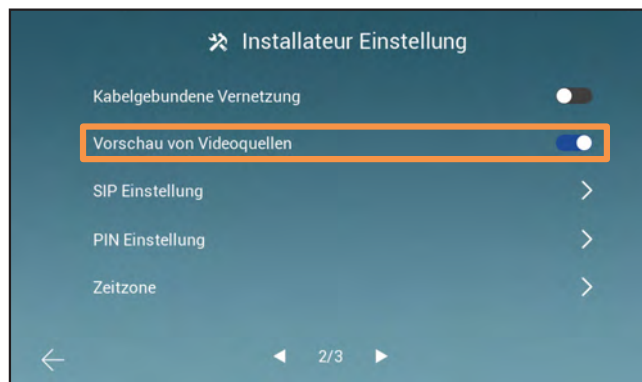 Installateur Einstellung
Kabelgebundene Vernetzung
Vorschau von Videoquellen
SIP Einstellung
PIN Einstellung
Zeitzone
2/3